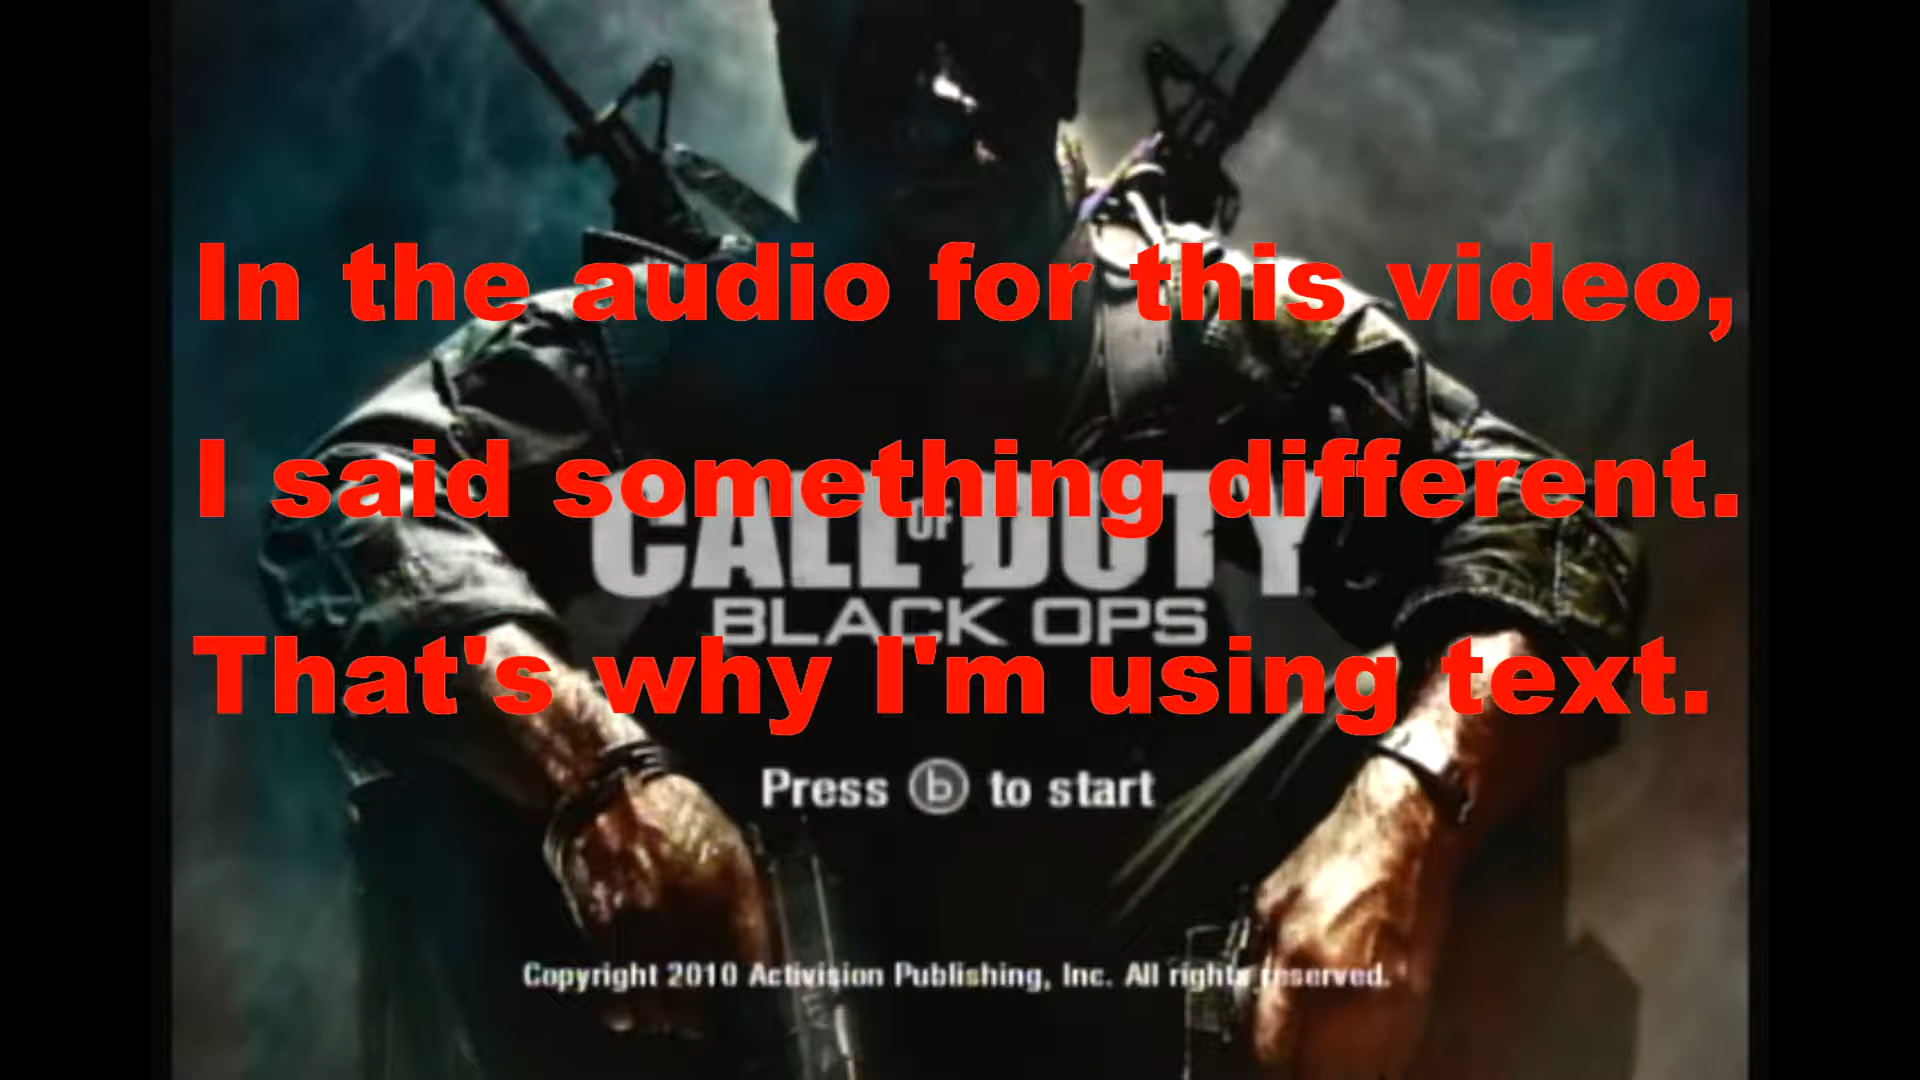 In the audio for this video,
I said something different.
CALL OF DUTY
BLACK OPS
That's why I'm using text.
Press b to start
Copyright 2010 Activision Publishing, Inc. All rights reserved.